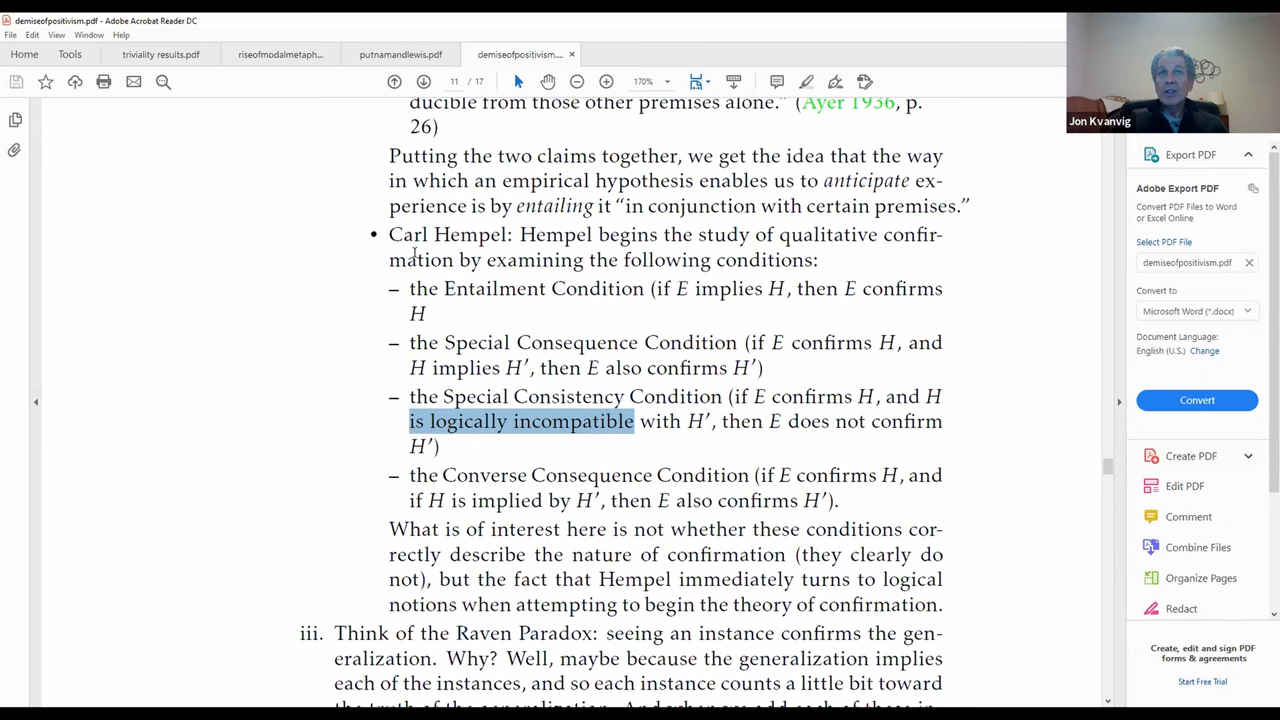 demiseofpositivism.pdf - Adobe Acrobat Reader DC
File Edit View Window Help
Home Tools triviality results.pdf riseofmodalmetaph... putnamandlewis.pdf demiseofpositivism.... ×
11 / 17 170%
Jon Kvanvig
ducible from those other premises alone.” (Ayer 1936, p.
26)
Putting the two claims together, we get the idea that the way
in which an empirical hypothesis enables us to anticipate ex-
perience is by entailing it “in conjunction with certain premises.”
• Carl Hempel: Hempel begins the study of qualitative confir-
mation by examining the following conditions:
– the Entailment Condition (if E implies H, then E confirms
H
– the Special Consequence Condition (if E confirms H, and
H implies H′, then E also confirms H′)
– the Special Consistency Condition (if E confirms H, and H
is logically incompatible with H′, then E does not confirm
H′)
– the Converse Consequence Condition (if E confirms H, and
if H is implied by H′, then E also confirms H′).
What is of interest here is not whether these conditions cor-
rectly describe the nature of confirmation (they clearly do
not), but the fact that Hempel immediately turns to logical
notions when attempting to begin the theory of confirmation.
iii. Think of the Raven Paradox: seeing an instance confirms the gen-
eralization. Why? Well, maybe because the generalization implies
each of the instances, and so each instance counts a little bit toward
Export PDF
Adobe Export PDF
Convert PDF Files to Word
or Excel Online
Select PDF File
demiseofpositivism.pdf ×
Convert to
Microsoft Word (*.docx)
Document Language:
English (U.S.) Change
Convert
Create PDF
Edit PDF
Comment
Combine Files
Organize Pages
Redact
Create, edit and sign PDF
forms & agreements
Start Free Trial